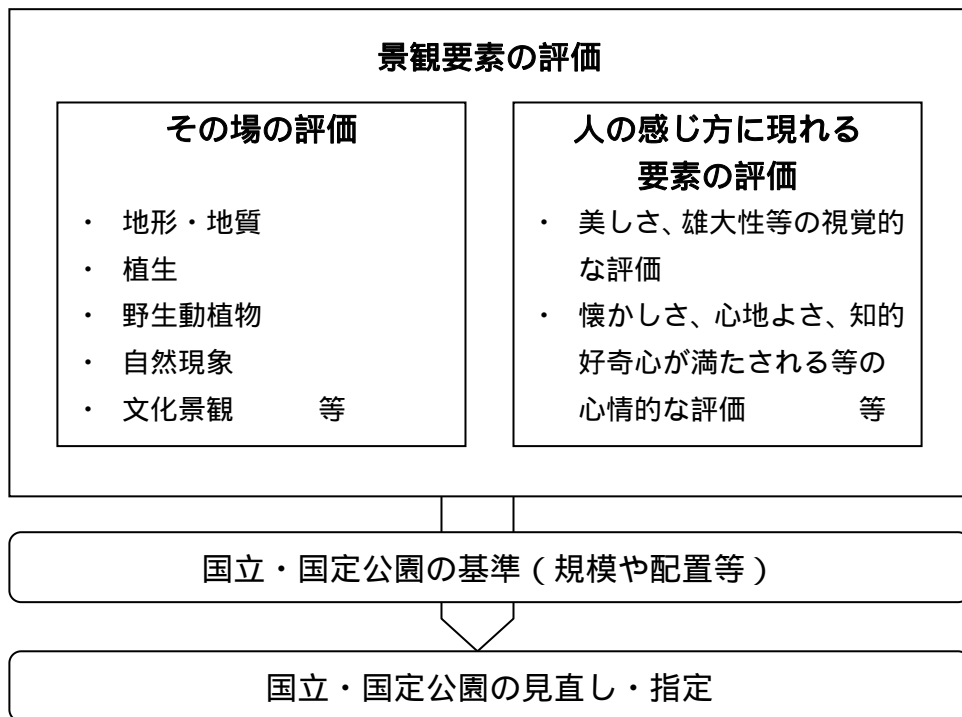 景観要素の評価
その場の評価
・ 地形・地質
・ 植生
・ 野生動植物
・ 自然現象
・ 文化景観 等
人の感じ方に現れる
要素の評価
・ 美しさ、雄大性等の視覚的
な評価
・ 懐かしさ、心地よさ、知的
好奇心が満たされる等の
心情的な評価 等
国立・国定公園の基準(規模や配置等)
国立・国定公園の見直し・指定